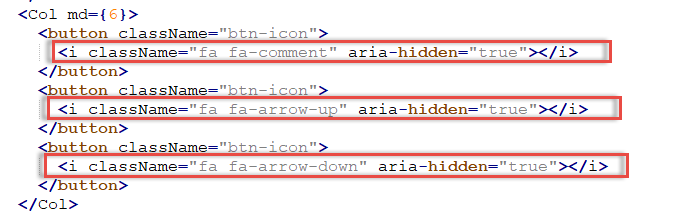 <Col md={6}>
<button className="btn-icon">
<i className="fa fa-comment" aria-hidden="true"></i>
</button>
<button className="btn-icon">
<i className="fa fa-arrow-up" aria-hidden="true"></i>
</button>
<button className="btn-icon">
<i className="fa fa-arrow-down" aria-hidden="true"></i>
</button>
</Col>